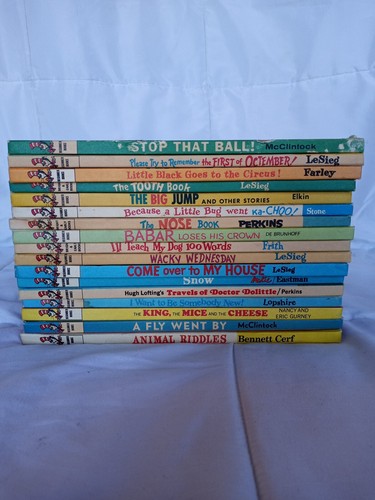 STOP THAT BALL! McClintock
Please Try to Remember the FIRST of OCTEMBER! LeSieg
Little Black Goes to the Circus! Farley
The TOOTH Book LeSieg
THE BIG JUMP AND OTHER STORIES Elkin
Because a Little Bug went Ka-CHOO! Stone
The NOSE Book PERKINS
BABAR LOSES HIS CROWN DE BRUNHOFF
I'll Teach My Dog 100 Words Frith
WACKY WEDNESDAY LeSieg
COME over to MY HOUSE LeSieg
Snow Eastman
Hugh Lofting's Travels of Doctor Dolittle/Perkins
I Want to Be Somebody New! Lopshire
THE KING, THE MICE AND THE CHEESE NANCY AND ERIC GURNEY
A FLY WENT BY McClintock
ANIMAL RIDDLES Bennett Cerf